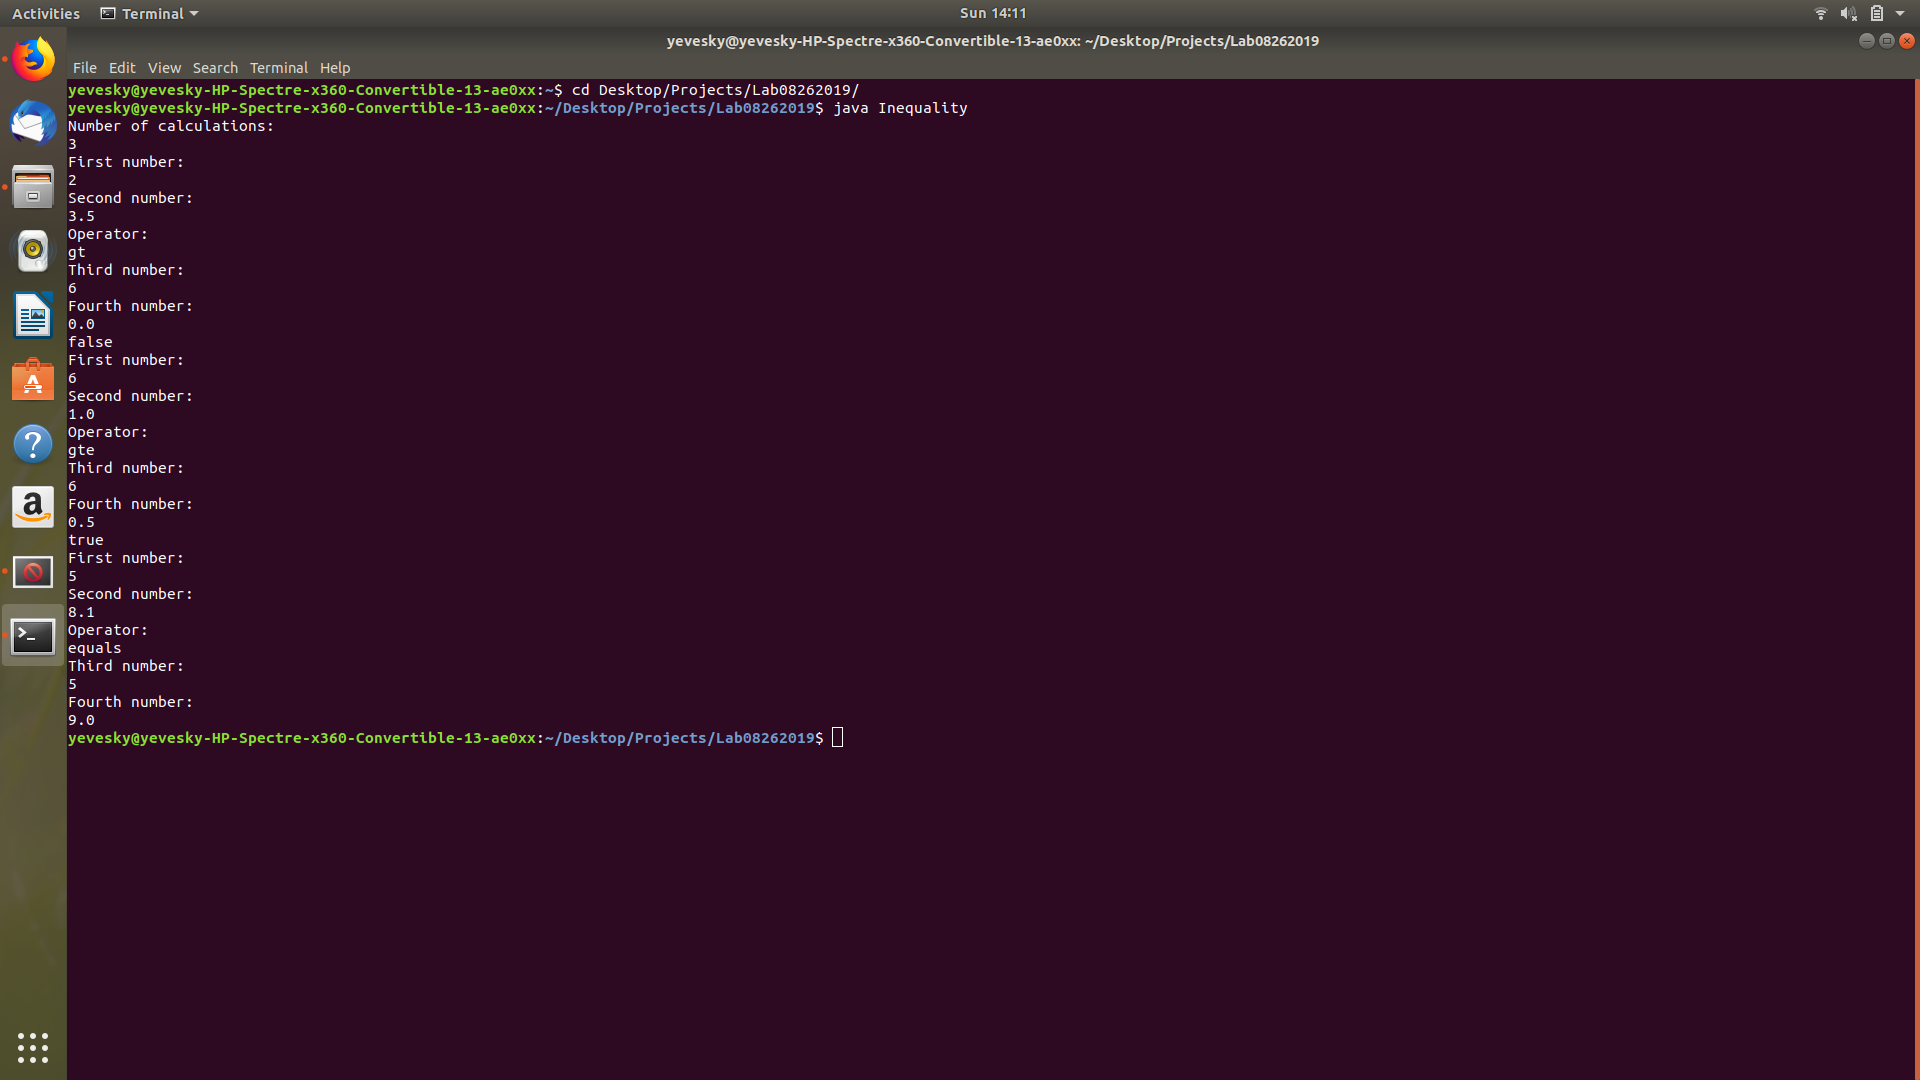 Activities Terminal Sun 14:11
yevesky@yevesky-HP-Spectre-x360-Convertible-13-ae0xx: ~/Desktop/Projects/Lab08262019
File Edit View Search Terminal Help
yevesky@yevesky-HP-Spectre-x360-Convertible-13-ae0xx:~$ cd Desktop/Projects/Lab08262019/
yevesky@yevesky-HP-Spectre-x360-Convertible-13-ae0xx:~/Desktop/Projects/Lab08262019$ java Inequality
Number of calculations:
3
First number:
2
Second number:
3.5
Operator:
gt
Third number:
6
Fourth number:
0.0
false
First number:
6
Second number:
1.0
Operator:
gte
Third number:
6
Fourth number:
0.5
true
First number:
5
Second number:
8.1
Operator:
equals
Third number:
5
Fourth number:
9.0
yevesky@yevesky-HP-Spectre-x360-Convertible-13-ae0xx:~/Desktop/Projects/Lab08262019$